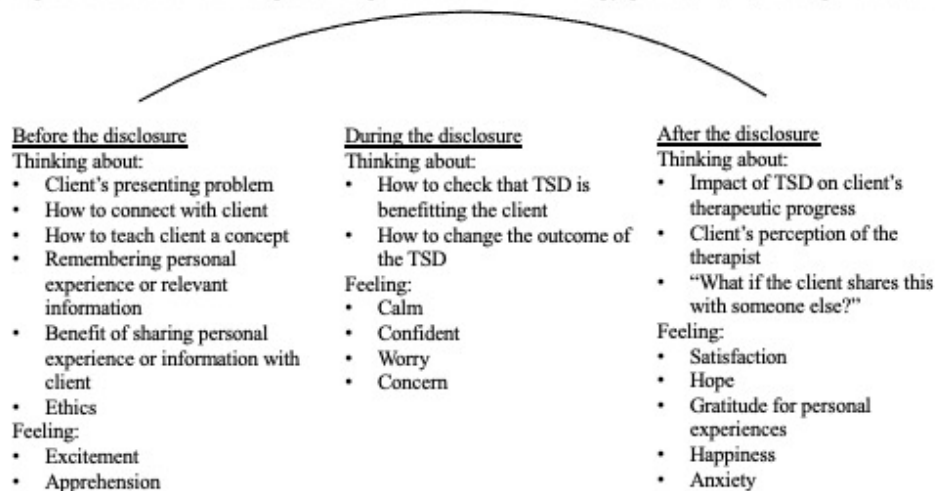 Before the disclosure
Thinking about:
• Client's presenting problem
• How to connect with client
• How to teach client a concept
• Remembering personal
experience or relevant
information
• Benefit of sharing personal
experience or information with
client
• Ethics
Feeling:
• Excitement
• Apprehension
During the disclosure
Thinking about:
• How to check that TSD is
benefitting the client
• How to change the outcome of
the TSD
Feeling:
• Calm
• Confident
• Worry
• Concern
After the disclosure
Thinking about:
• Impact of TSD on client's
therapeutic progress
• Client's perception of the
therapist
• “What if the client shares this
with someone else?”
Feeling:
• Satisfaction
• Hope
• Gratitude for personal
experiences
• Happiness
• Anxiety